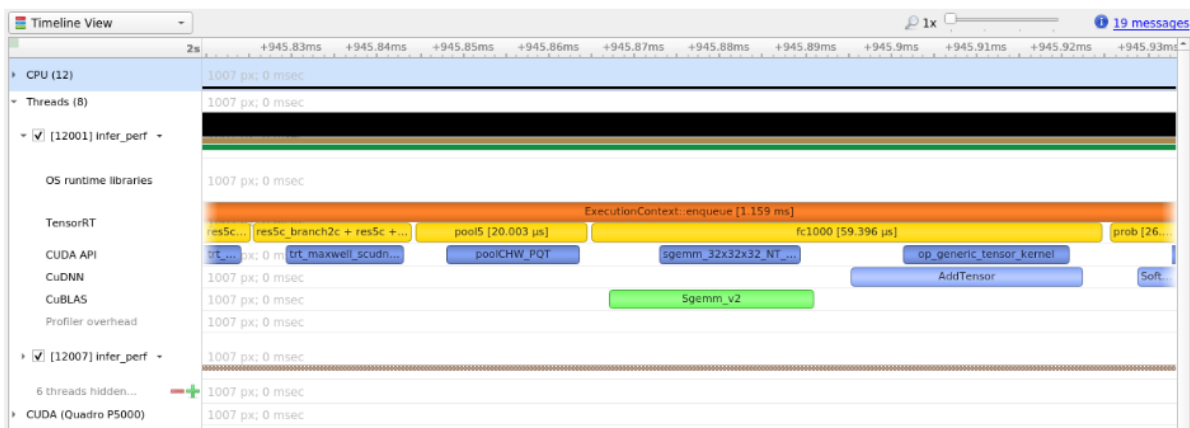 Timeline View 1x 19 messages
2s +945.83ms +945.84ms +945.85ms +945.86ms +945.87ms +945.88ms +945.89ms +945.9ms +945.91ms +945.92ms +945.93ms
CPU (12) 1007 px; 0 msec
Threads (8) 1007 px; 0 msec
[12001] infer_perf
OS runtime libraries 1007 px; 0 msec
TensorRT ExecutionContext::enqueue [1.159 ms]
res5c... res5c_branch2c + res5c +... pool5 [20.003 µs] fc1000 [59.396 µs] prob [26....
CUDA API trt_... px; 0 m trt_maxwell_scudn... poolCHW_PQT sgemm_32x32x32_NT_... op_generic_tensor_kernel
CuDNN 1007 px; 0 msec AddTensor Soft...
CuBLAS 1007 px; 0 msec Sgemm_v2
Profiler overhead 1007 px; 0 msec
[12007] infer_perf 1007 px; 0 msec
6 threads hidden... 1007 px; 0 msec
CUDA (Quadro P5000) 1007 px; 0 msec